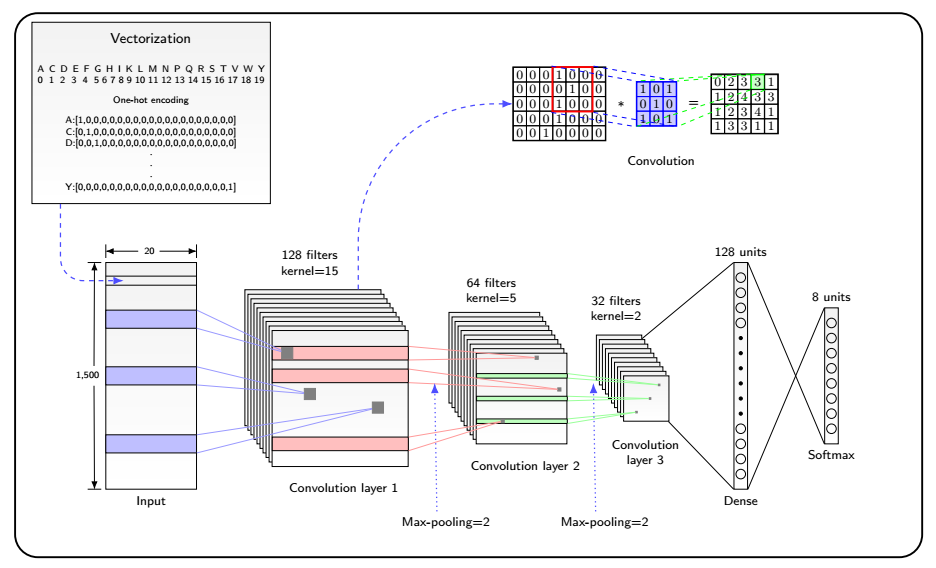 Vectorization
A C D E F G H I K L M N P Q R S T V W Y
0 1 2 3 4 5 6 7 8 9 10 11 12 13 14 15 16 17 18 19
One-hot encoding
A:[1,0,0,0,0,0,0,0,0,0,0,0,0,0,0,0,0,0,0,0]
C:[0,1,0,0,0,0,0,0,0,0,0,0,0,0,0,0,0,0,0,0]
D:[0,0,1,0,0,0,0,0,0,0,0,0,0,0,0,0,0,0,0,0]
.
.
.
Y:[0,0,0,0,0,0,0,0,0,0,0,0,0,0,0,0,0,0,0,1]
0 0 0 1 0 0 0
0 0 0 0 1 0 0
0 0 0 1 0 0 0
0 0 1 0 0 0 0
*
1 0 1
0 1 0
1 0 1
=
0 2 3 3 1
1 2 4 3 3
1 2 3 4 1
1 3 3 1 1
Convolution
20
1,500
Input
128 filters
kernel=15
Convolution layer 1
Max-pooling=2
64 filters
kernel=5
Convolution layer 2
Max-pooling=2
32 filters
kernel=2
Convolution
layer 3
128 units
Dense
8 units
Softmax